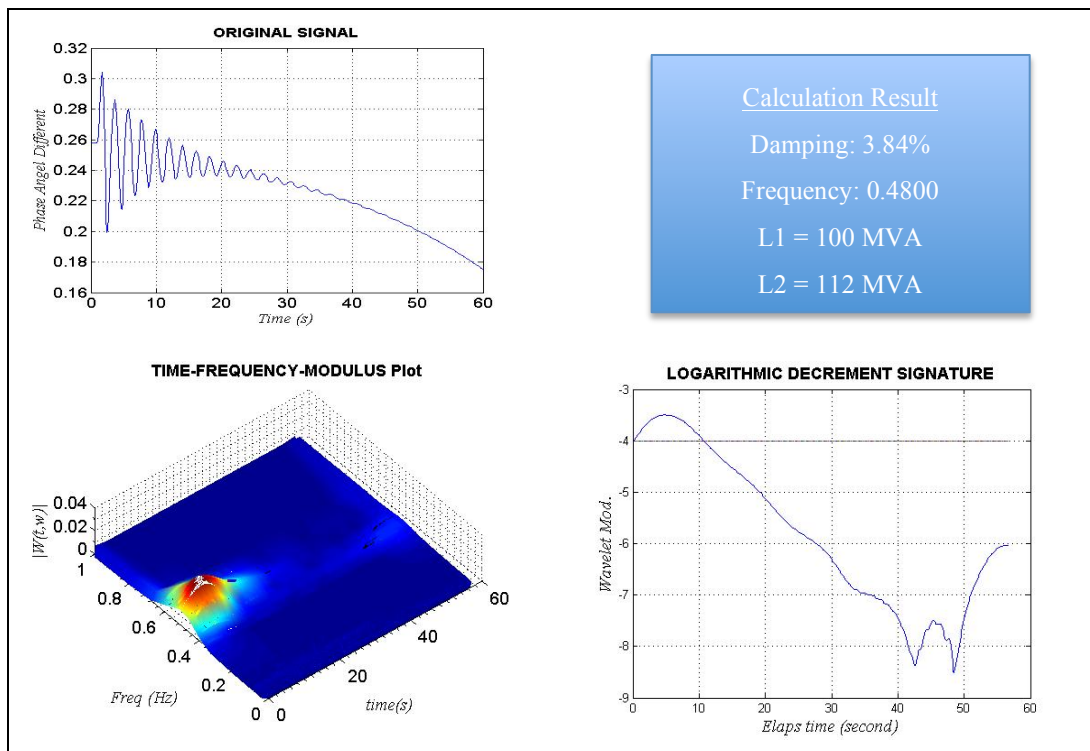 ORIGINAL SIGNAL
0.32
0.3
0.28
0.26
0.24
0.22
0.2
0.18
0.16
Phase Angel Different
0 10 20 30 40 50 60
Time (s)
Calculation Result
Damping: 3.84%
Frequency: 0.4800
L1 = 100 MVA
L2 = 112 MVA
TIME-FREQUENCY-MODULUS Plot
|W(t,w)|
0.04
0.02
0
1
0.8
0.6
0.4
0.2
0
Freq (Hz)
0
20
40
60
time(s)
LOGARITHMIC DECREMENT SIGNATURE
-3
-4
-5
-6
-7
-8
-9
Wavelet Mod.
0 10 20 30 40 50 60
Elaps time (second)